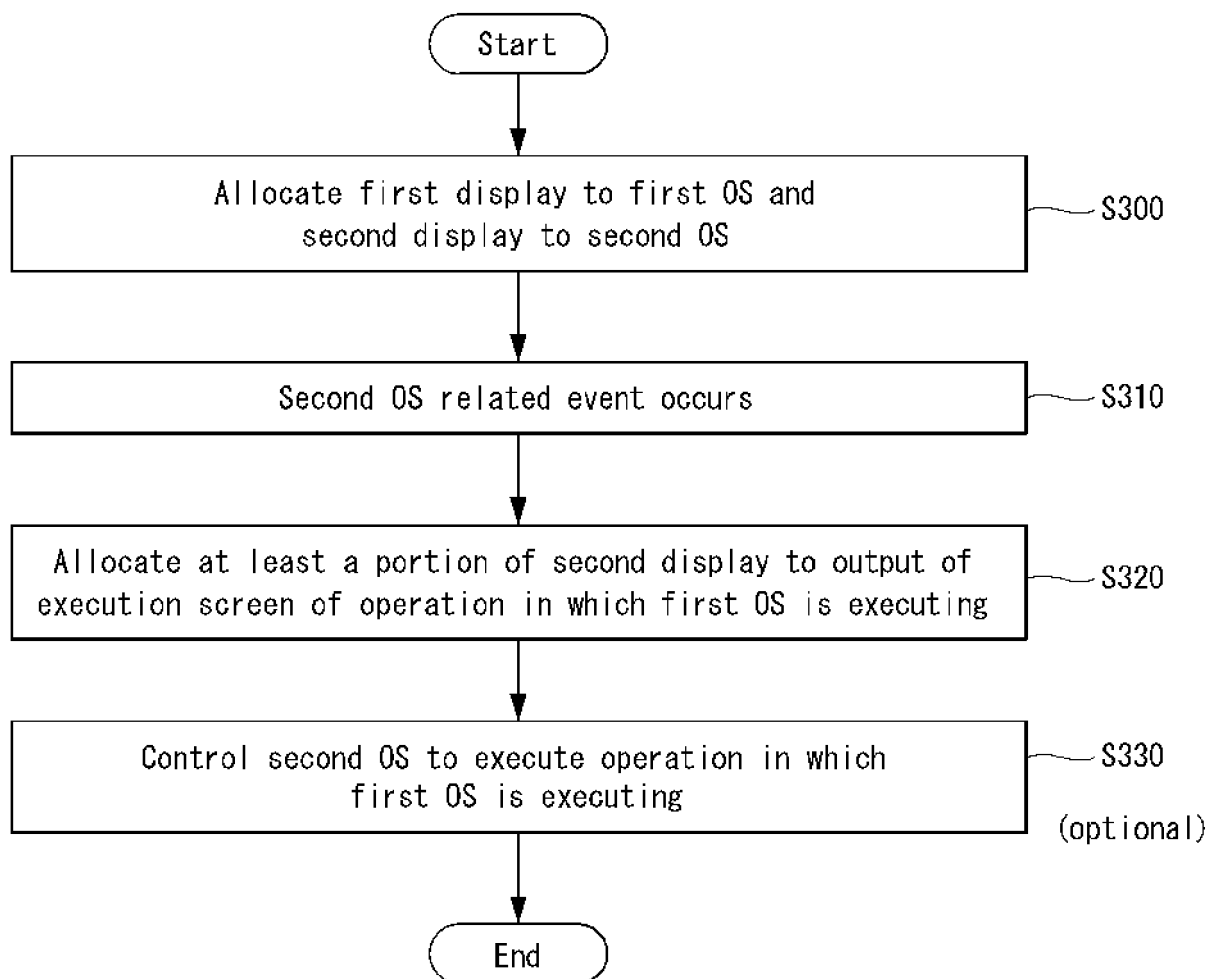 Start
Allocate first display to first OS and
second display to second OS
S300
Second OS related event occurs
S310
Allocate at least a portion of second display to output of
execution screen of operation in which first OS is executing
S320
Control second OS to execute operation in which
first OS is executing
S330
(optional)
End